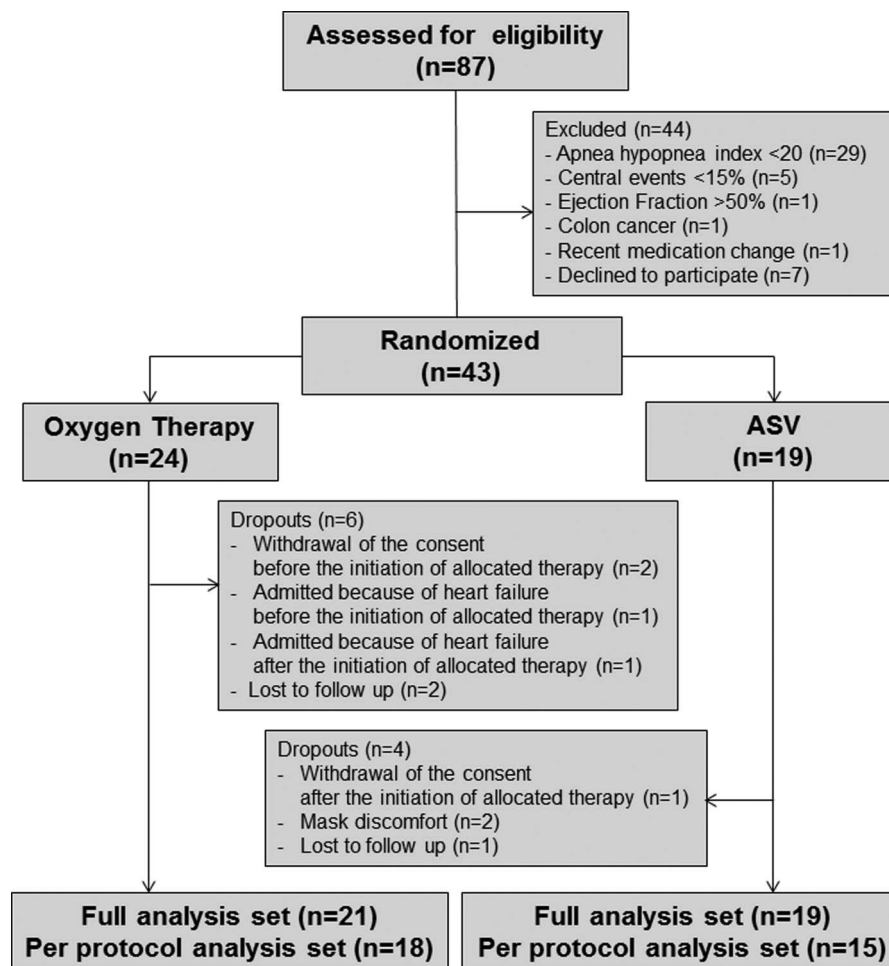 Assessed for eligibility
(n=87)
Excluded (n=44)
- Apnea hypopnea index <20 (n=29)
- Central events <15% (n=5)
- Ejection Fraction >50% (n=1)
- Colon cancer (n=1)
- Recent medication change (n=1)
- Declined to participate (n=7)
Randomized
(n=43)
Oxygen Therapy
(n=24)
ASV
(n=19)
Dropouts (n=6)
- Withdrawal of the consent
before the initiation of allocated therapy (n=2)
- Admitted because of heart failure
before the initiation of allocated therapy (n=1)
- Admitted because of heart failure
after the initiation of allocated therapy (n=1)
- Lost to follow up (n=2)
Dropouts (n=4)
- Withdrawal of the consent
after the initiation of allocated therapy (n=1)
- Mask discomfort (n=2)
- Lost to follow up (n=1)
Full analysis set (n=21)
Per protocol analysis set (n=18)
Full analysis set (n=19)
Per protocol analysis set (n=15)